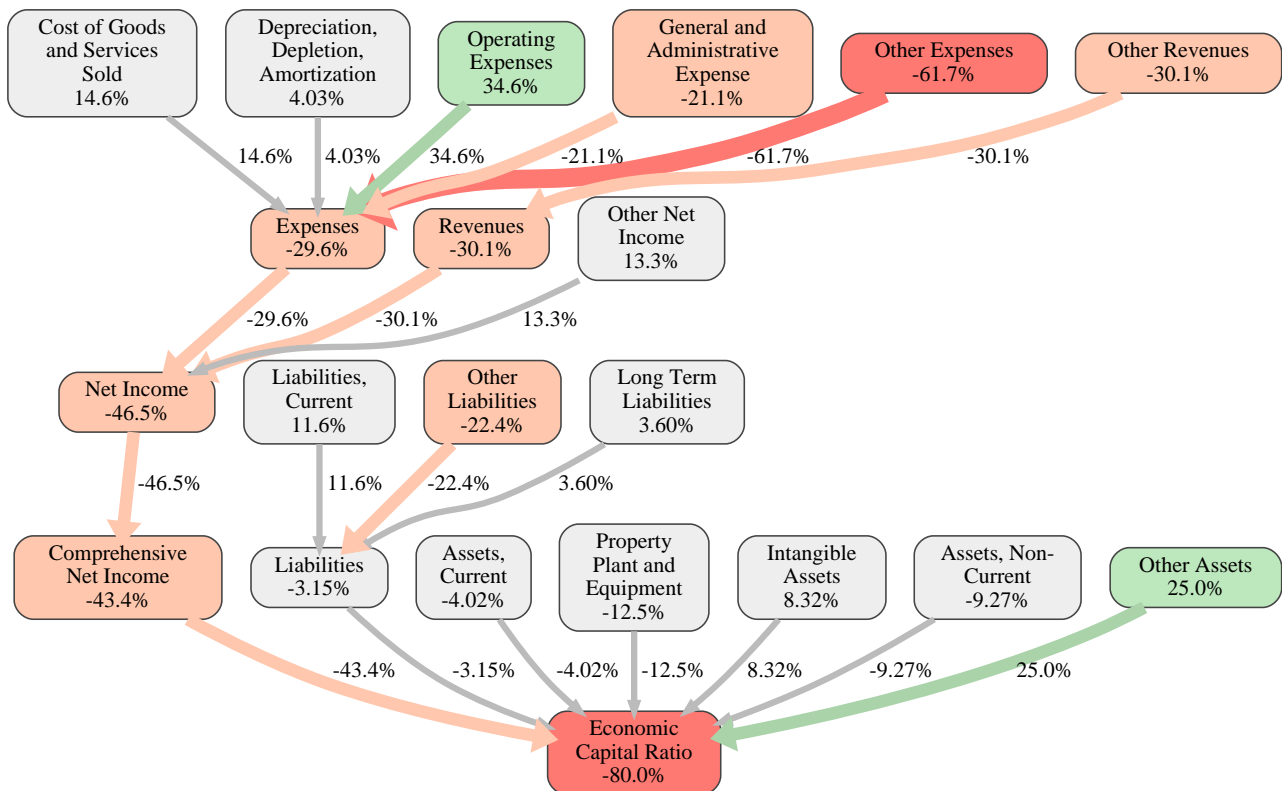 Cost of Goods
and Services
Sold
14.6%
Depreciation,
Depletion,
Amortization
4.03%
Operating
Expenses
34.6%
General and
Administrative
Expense
-21.1%
Other Expenses
-61.7%
Other Revenues
-30.1%
14.6%
4.03%
34.6%
-21.1%
-61.7%
-30.1%
Expenses
-29.6%
Revenues
-30.1%
Other Net
Income
13.3%
-29.6%
-30.1%
13.3%
Net Income
-46.5%
Liabilities,
Current
11.6%
Other
Liabilities
-22.4%
Long Term
Liabilities
3.60%
-46.5%
11.6%
-22.4%
3.60%
Comprehensive
Net Income
-43.4%
Liabilities
-3.15%
Assets,
Current
-4.02%
Property
Plant and
Equipment
-12.5%
Intangible
Assets
8.32%
Assets, Non-
Current
-9.27%
Other Assets
25.0%
-43.4%
-3.15%
-4.02%
-12.5%
8.32%
-9.27%
25.0%
Economic
Capital Ratio
-80.0%